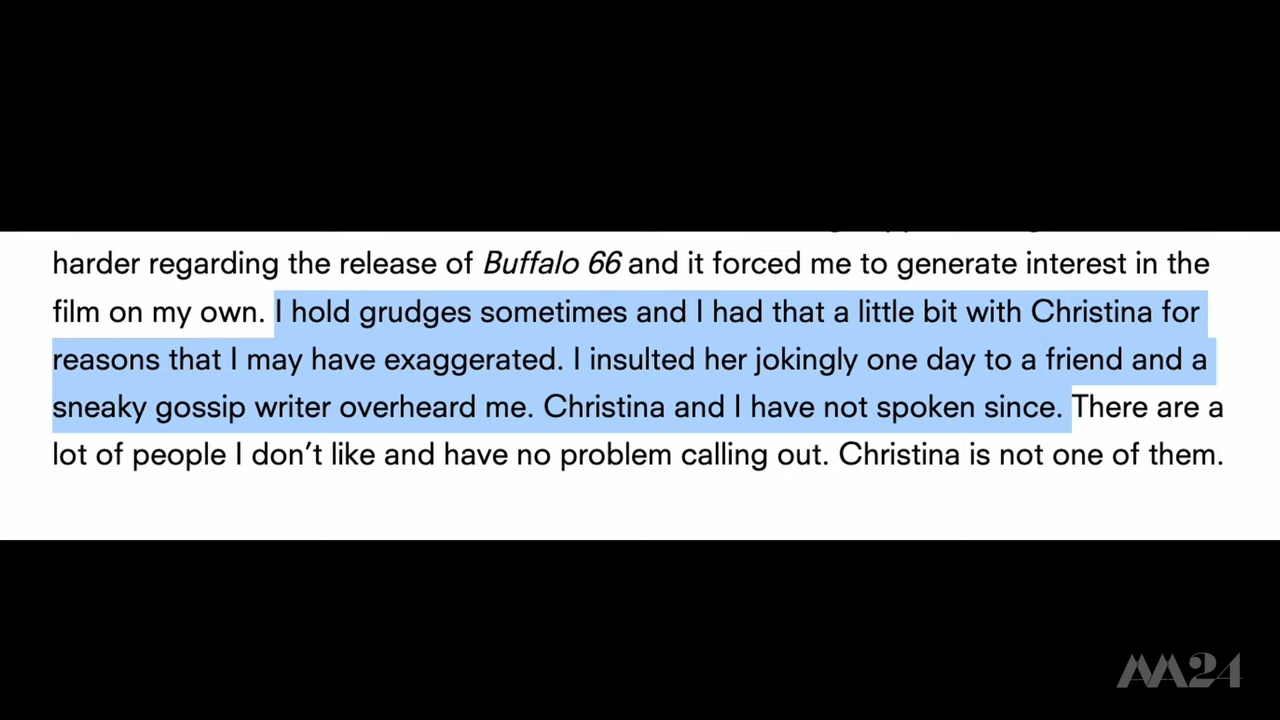 harder regarding the release of Buffalo 66 and it forced me to generate interest in the
film on my own. I hold grudges sometimes and I had that a little bit with Christina for
reasons that I may have exaggerated. I insulted her jokingly one day to a friend and a
sneaky gossip writer overheard me. Christina and I have not spoken since. There are a
lot of people I don’t like and have no problem calling out. Christina is not one of them.
AA24